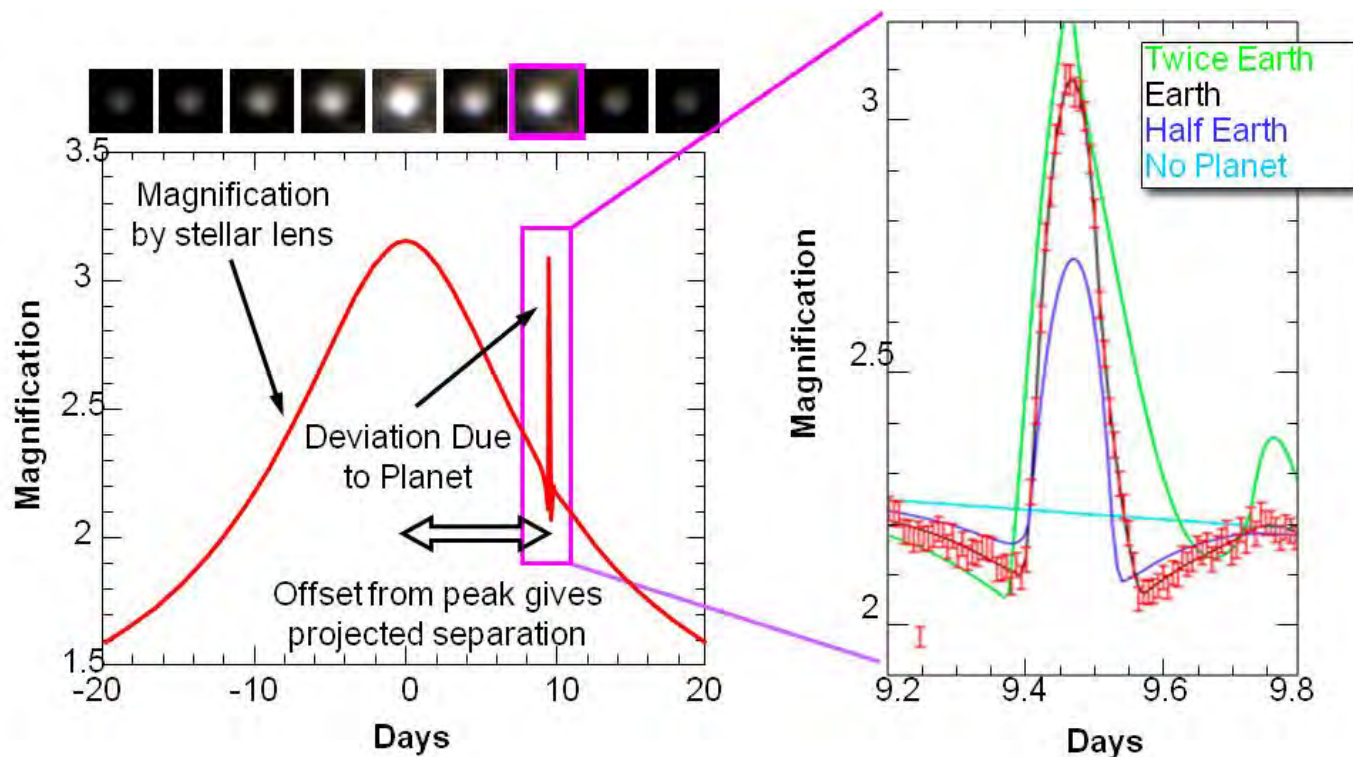 3.5
3
2.5
2
1.5
-20
-10
0
10
20
Magnification
Days
Magnification
by stellar lens
Deviation Due
to Planet
Offset from peak gives
projected separation
Twice Earth
Earth
Half Earth
No Planet
3
2.5
2
9.2
9.4
9.6
9.8
Magnification
Days